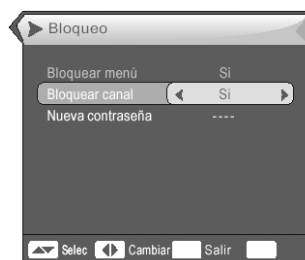 Bloqueo
Bloquear menú Si
Bloquear canal Si
Nueva contraseña ----
Selec Cambiar Salir